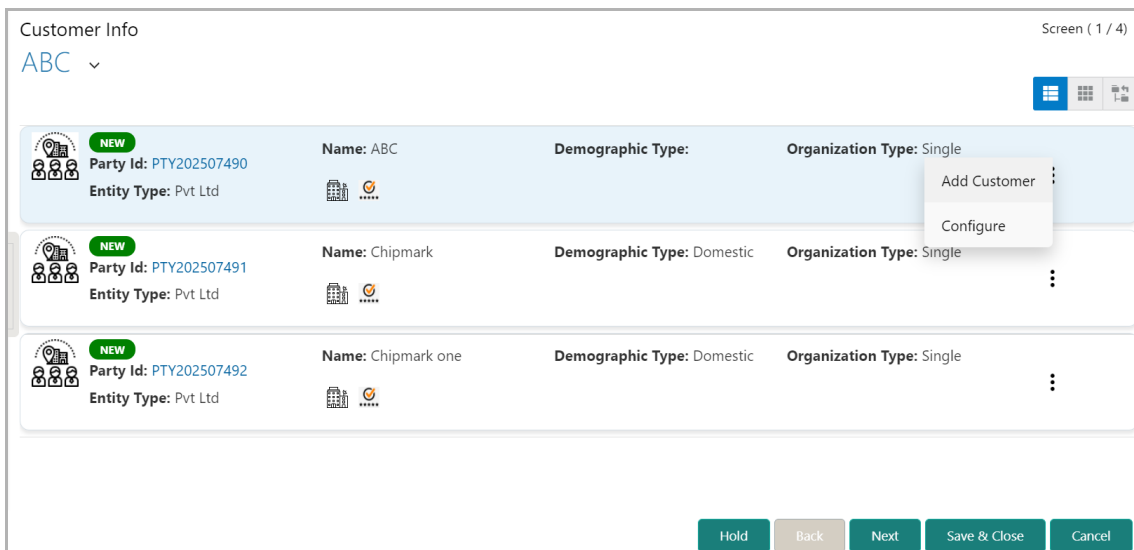 Customer Info
Screen ( 1 / 4)
ABC
NEW
Party Id: PTY202507490
Entity Type: Pvt Ltd
Name: ABC
Demographic Type:
Organization Type: Single
Add Customer
Configure
NEW
Party Id: PTY202507491
Entity Type: Pvt Ltd
Name: Chipmark
Demographic Type: Domestic
Organization Type: Single
NEW
Party Id: PTY202507492
Entity Type: Pvt Ltd
Name: Chipmark one
Demographic Type: Domestic
Organization Type: Single
Hold
Back
Next
Save & Close
Cancel